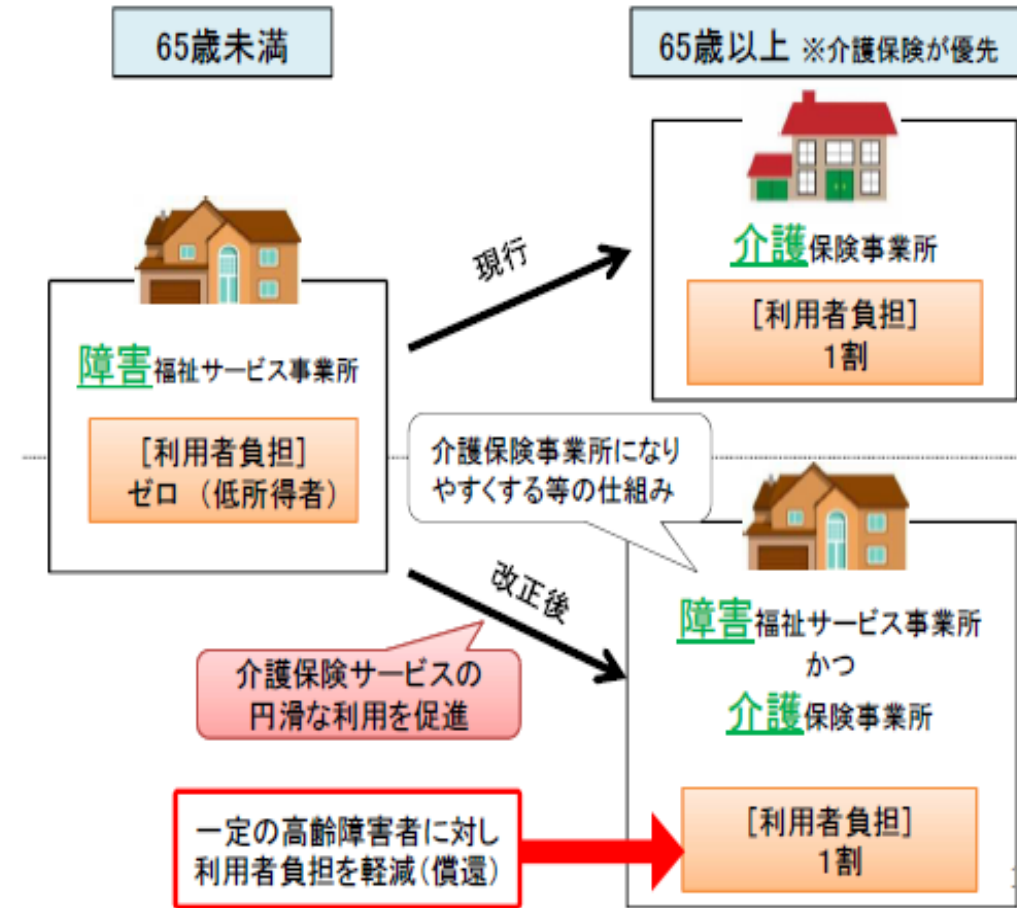 65歳未満
65歳以上 ※介護保険が優先
介護保険事業所
[利用者負担]
1割
現行
障害福祉サービス事業所
[利用者負担]
ゼロ （低所得者）
介護保険事業所になり
やすくする等の仕組み
改正後
介護保険サービスの
円滑な利用を促進
障害福祉サービス事業所
かつ
介護保険事業所
一定の高齢障害者に対し
利用者負担を軽減（償還）
[利用者負担]
1割